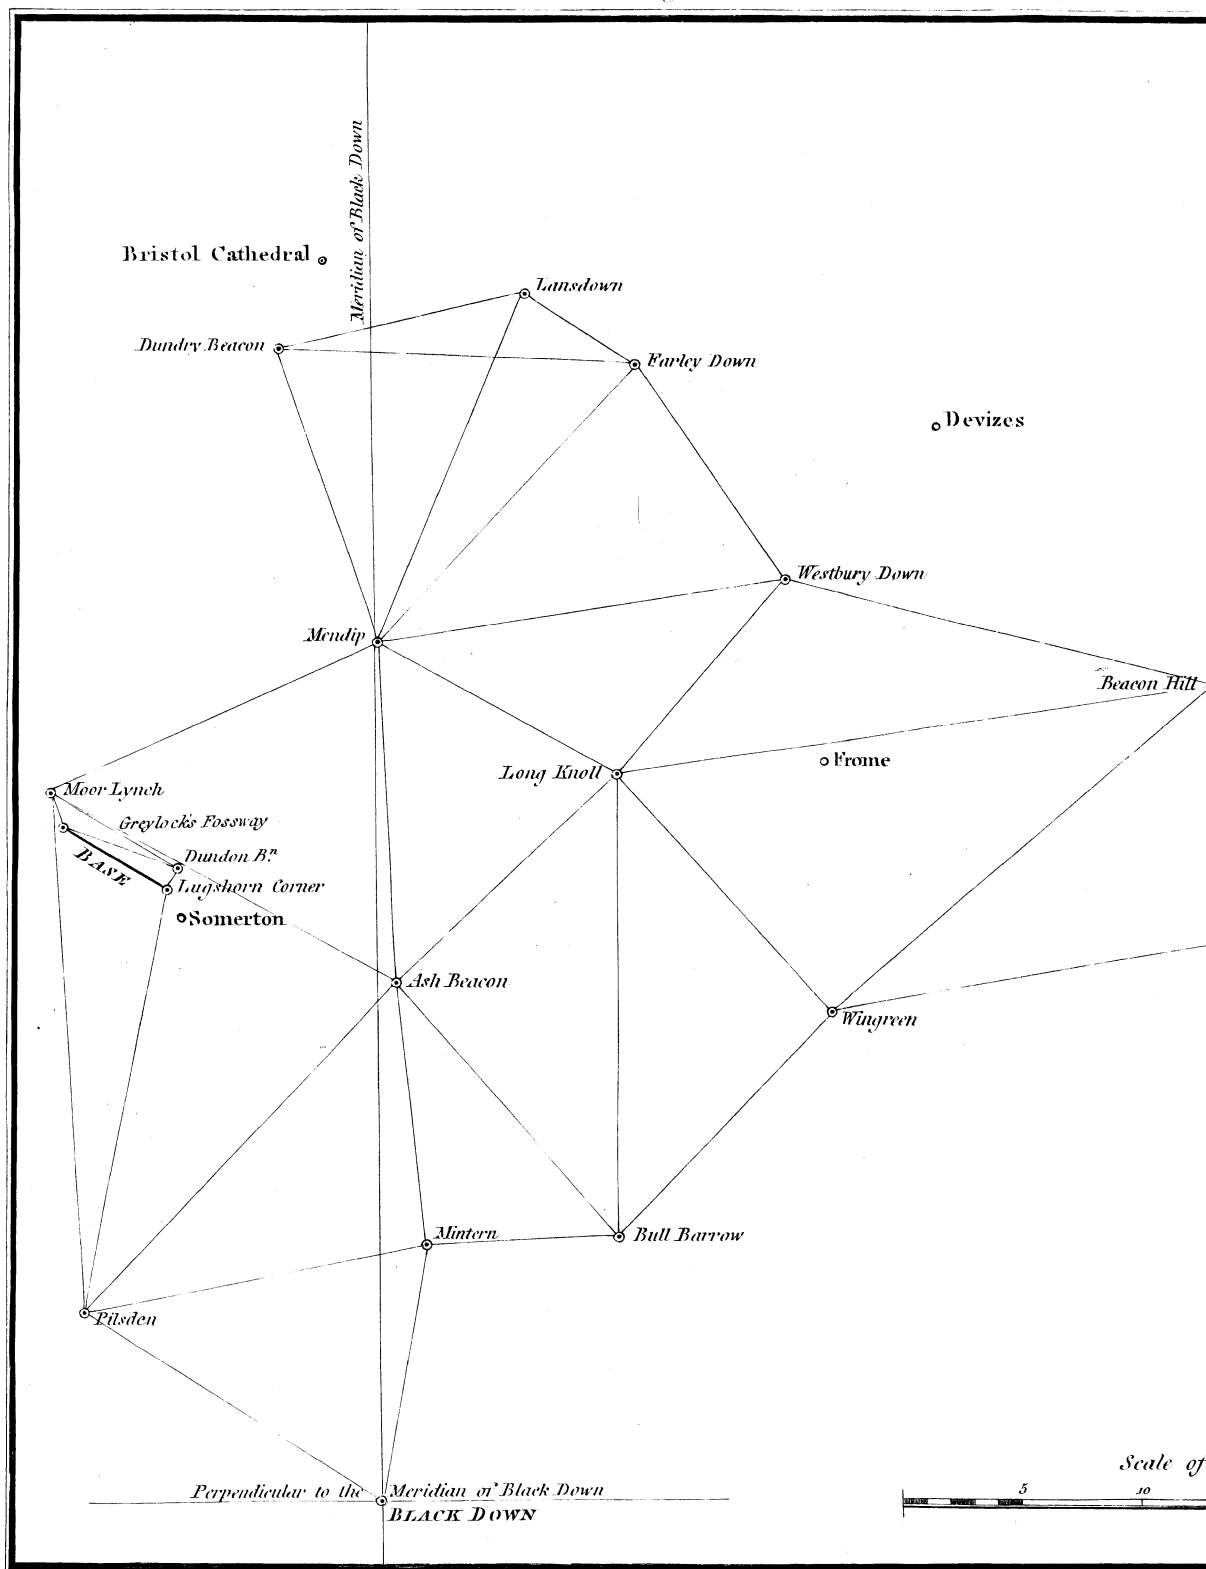 Meridian of Black Down
Bristol Cathedral
Lansdown
Dundry Beacon
Farley Down
Devizes
Westbury Down
Mendip
Beacon Hill
Long Knoll
Frome
Moor Lynch
Greylock's Fossway
BASE
Dundon Bn.
Lugshorn Corner
Somerton
Ash Beacon
Wingreen
Mintern
Bull Barrow
Pilsden
Scale of
5 10
Perpendicular to the Meridian of Black Down
BLACK DOWN